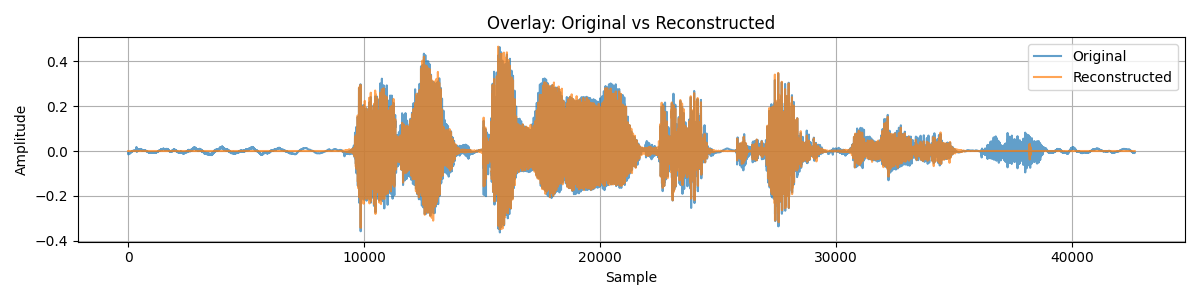 Overlay: Original vs Reconstructed
Original
Reconstructed
Amplitude
0.4
0.2
0.0
−0.2
−0.4
0 10000 20000 30000 40000
Sample